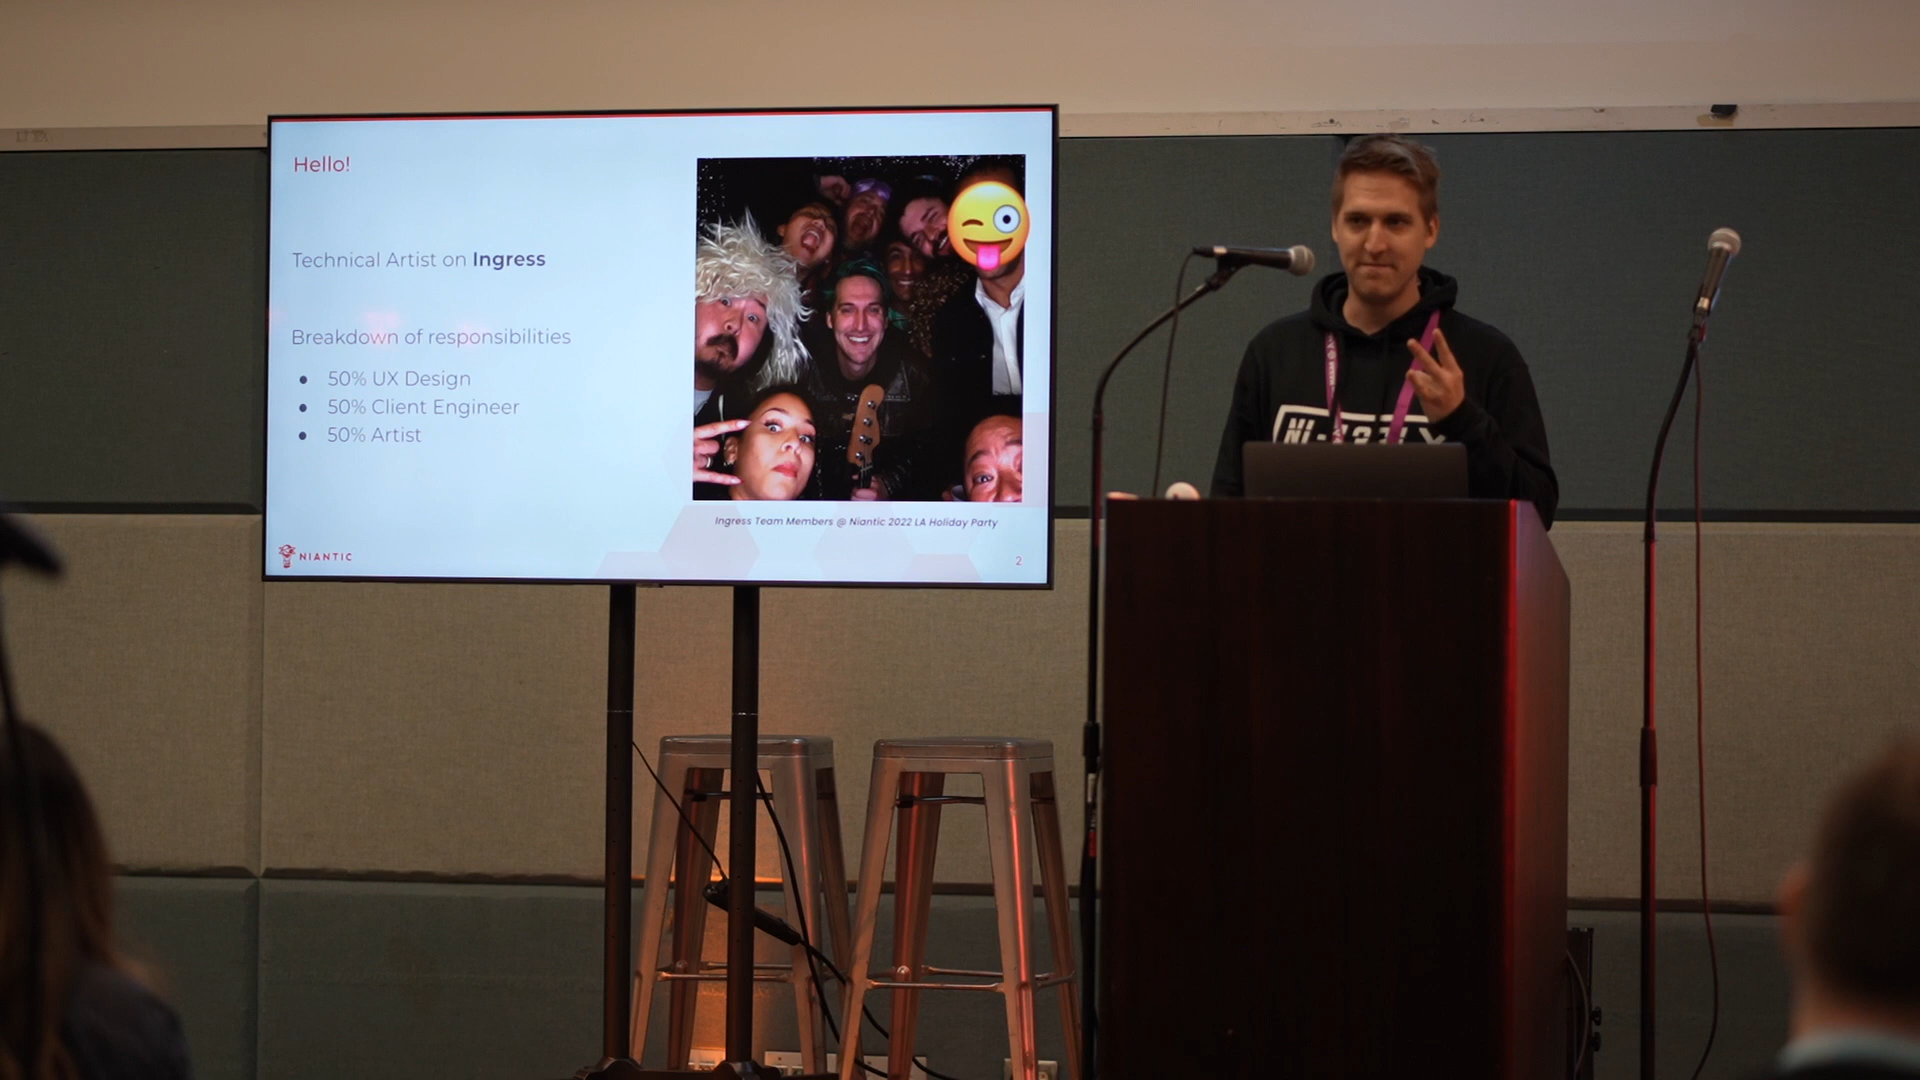 Hello!
Technical Artist on Ingress
Breakdown of responsibilities
50% UX Design
50% Client Engineer
50% Artist
Ingress Team Members @ Niantic 2022 LA Holiday Party
NIANTIC
2